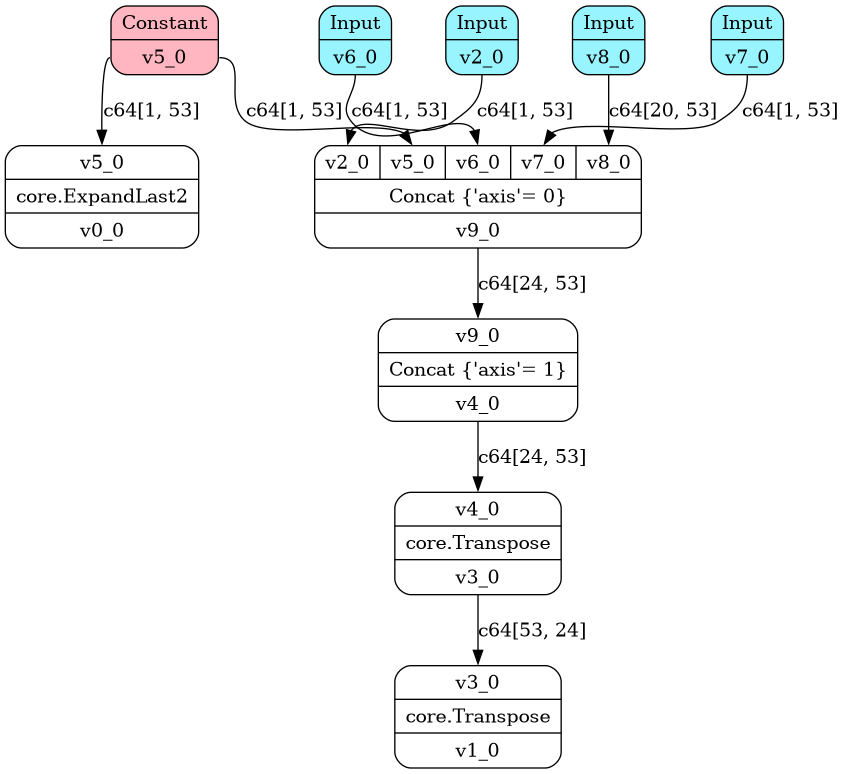 Constant
v5_0
Input
v6_0
Input
v2_0
Input
v8_0
Input
v7_0
c64[1, 53]
c64[1, 53]
c64[1, 53]
c64[1, 53]
c64[20, 53]
c64[1, 53]
v5_0
core.ExpandLast2
v0_0
v2_0 v5_0 v6_0 v7_0 v8_0
Concat {'axis'= 0}
v9_0
c64[24, 53]
v9_0
Concat {'axis'= 1}
v4_0
c64[24, 53]
v4_0
core.Transpose
v3_0
c64[53, 24]
v3_0
core.Transpose
v1_0